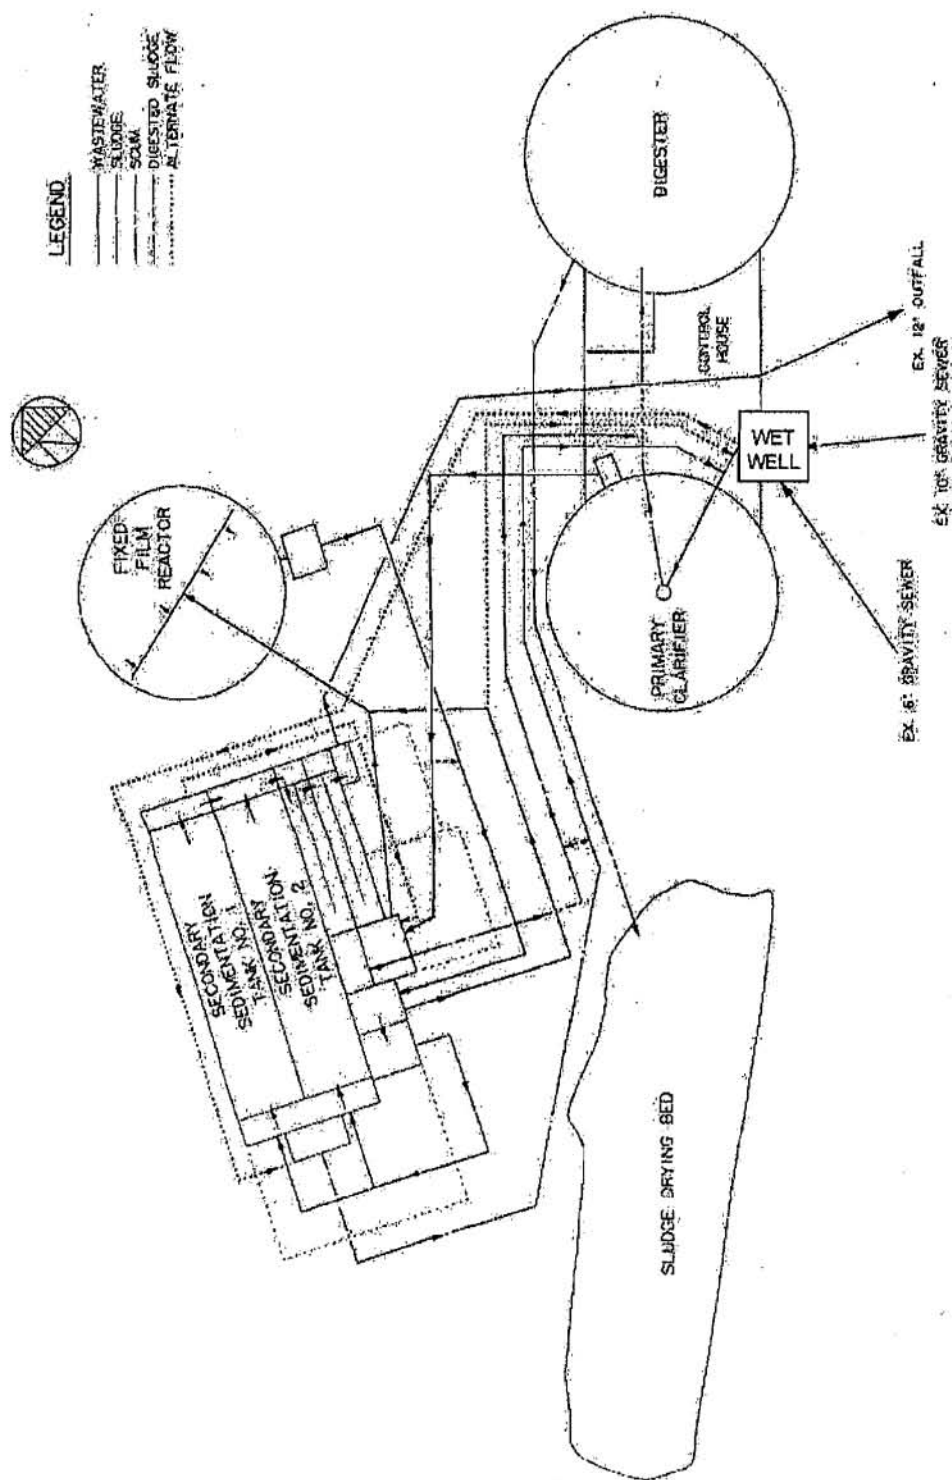 LEGEND
WASTEWATER
SLUDGE
SCUM
DIGESTED SLUDGE
ALTERNATE FLOW
FIXED
FILM
REACTOR
DIGESTER
CONTROL
HOUSE
WET
WELL
EX. 12" OUTFALL
EX. 10" GRAVITY SEWER
EX. 6" GRAVITY SEWER
PRIMARY
CLARIFIER
SECONDARY
SEDIMENTATION
TANK NO. 1
SECONDARY
SEDIMENTATION
TANK NO. 2
SLUDGE DRYING BED